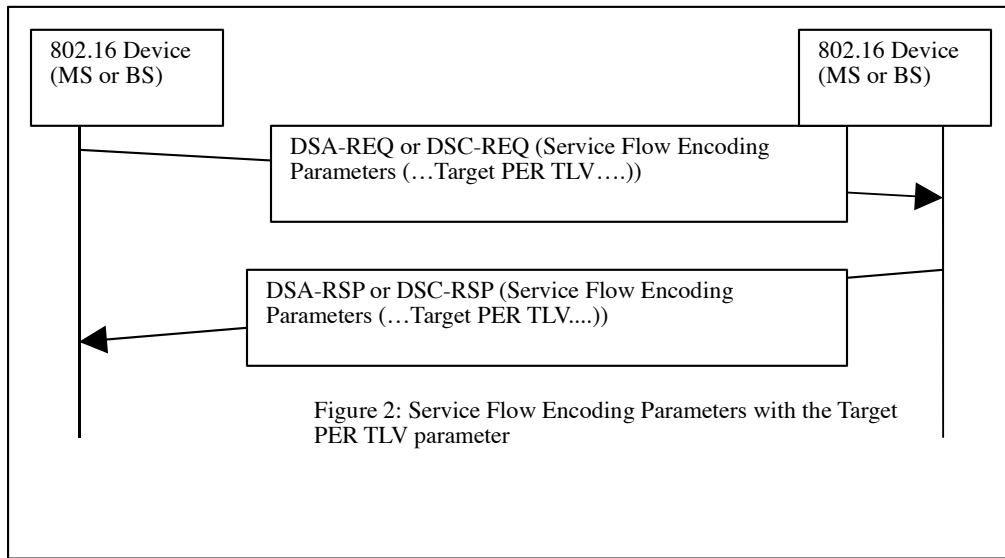 802.16 Device
(MS or BS)
802.16 Device
(MS or BS)
DSA-REQ or DSC-REQ (Service Flow Encoding
Parameters (…Target PER TLV….))
DSA-RSP or DSC-RSP (Service Flow Encoding
Parameters (…Target PER TLV....))
Figure 2: Service Flow Encoding Parameters with the Target
PER TLV parameter